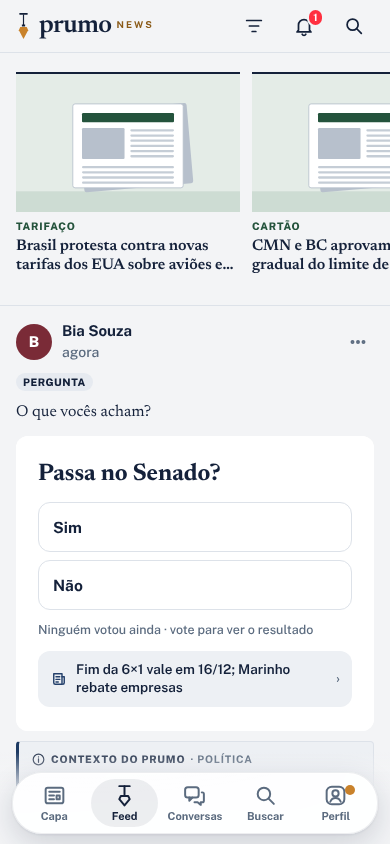 prumo NEWS
1
TARIFAÇO
Brasil protesta contra novas
tarifas dos EUA sobre aviões e...
CARTÃO
CMN e BC aprovam
gradual do limite de
B
Bia Souza
agora
PERGUNTA
O que vocês acham?
Passa no Senado?
Sim
Não
Ninguém votou ainda · vote para ver o resultado
Fim da 6×1 vale em 16/12; Marinho
rebate empresas
CONTEXTO DO PRUMO · POLÍTICA
Capa
Feed
Conversas
Buscar
Perfil